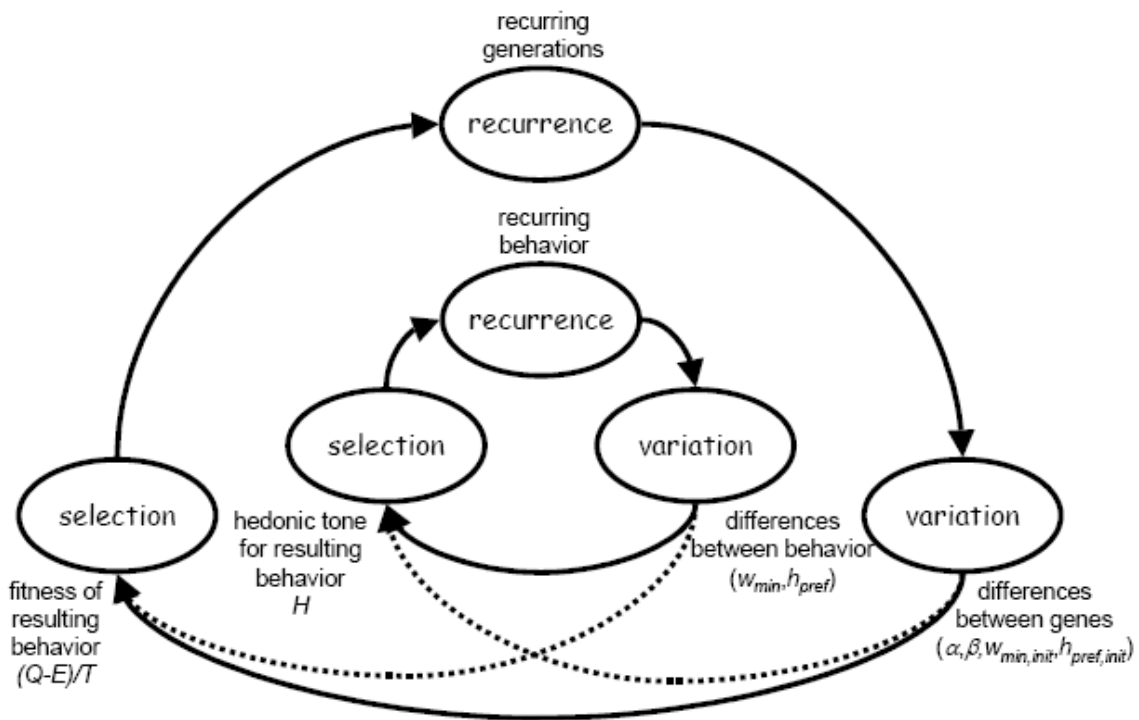 recurring
generations
recurrence
recurring
behavior
recurrence
selection
variation
selection
variation
hedonic tone
for resulting
behavior
H
differences
between behavior
(w_min,h_pref)
fitness of
resulting
behavior
(Q-E)/T
differences
between genes
(α,β,w_min,init,h_pref,init)